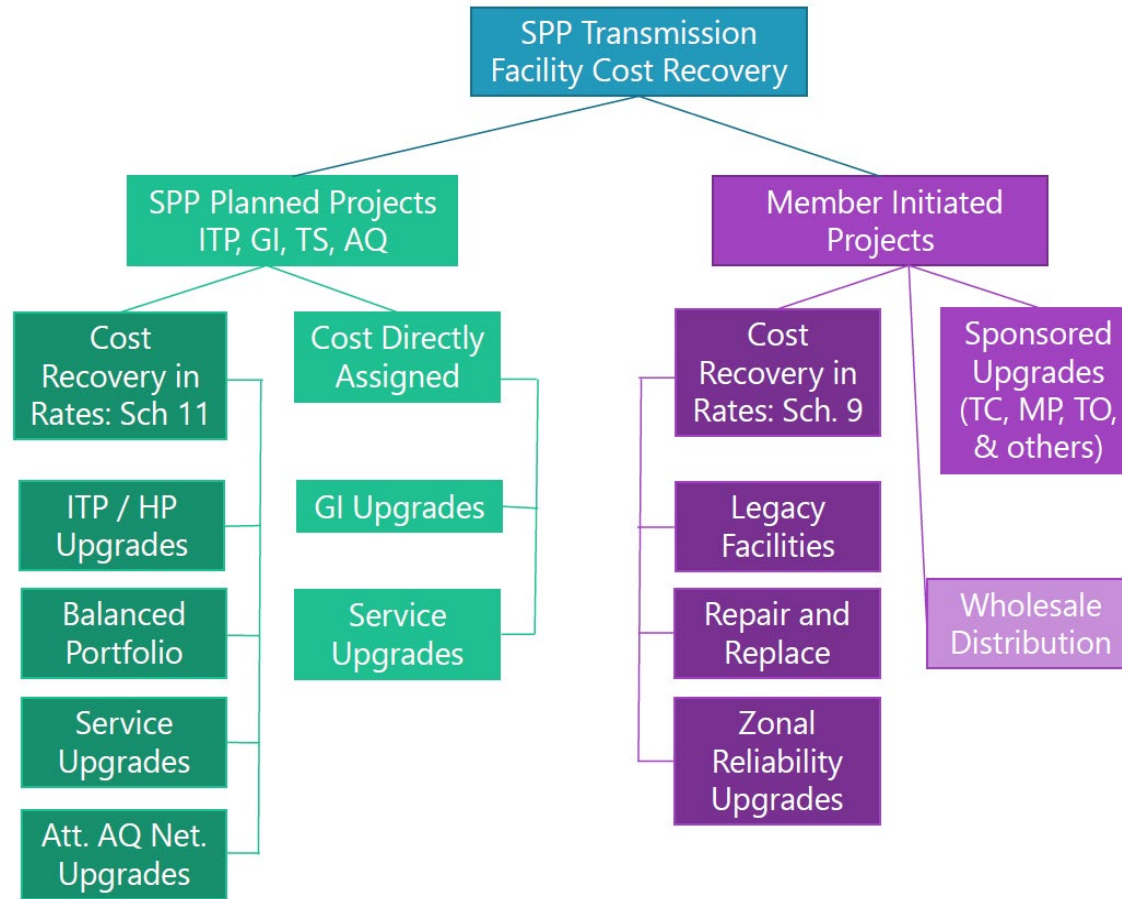 SPP Transmission
Facility Cost Recovery
SPP Planned Projects
ITP, GI, TS, AQ
Member Initiated
Projects
Cost
Recovery in
Rates: Sch 11
Cost Directly
Assigned
Cost
Recovery in
Rates: Sch. 9
Sponsored
Upgrades
(TC, MP, TO,
& others)
ITP / HP
Upgrades
GI Upgrades
Legacy
Facilities
Balanced
Portfolio
Service
Upgrades
Repair and
Replace
Wholesale
Distribution
Service
Upgrades
Zonal
Reliability
Upgrades
Att. AQ Net.
Upgrades